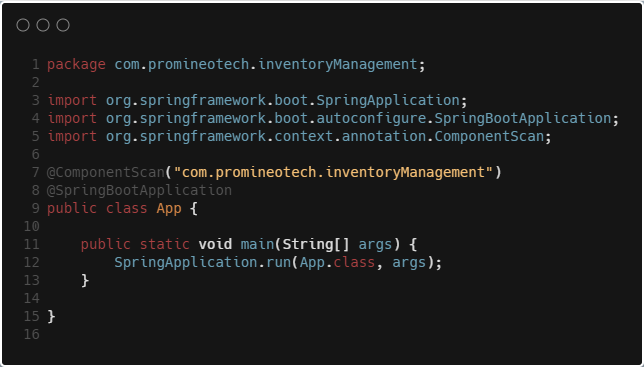 1 package com.promineotech.inventoryManagement;
2
3 import org.springframework.boot.SpringApplication;
4 import org.springframework.boot.autoconfigure.SpringBootApplication;
5 import org.springframework.context.annotation.ComponentScan;
6
7 @ComponentScan("com.promineotech.inventoryManagement")
8 @SpringBootApplication
9 public class App {
10
11     public static void main(String[] args) {
12         SpringApplication.run(App.class, args);
13     }
14
15 }
16